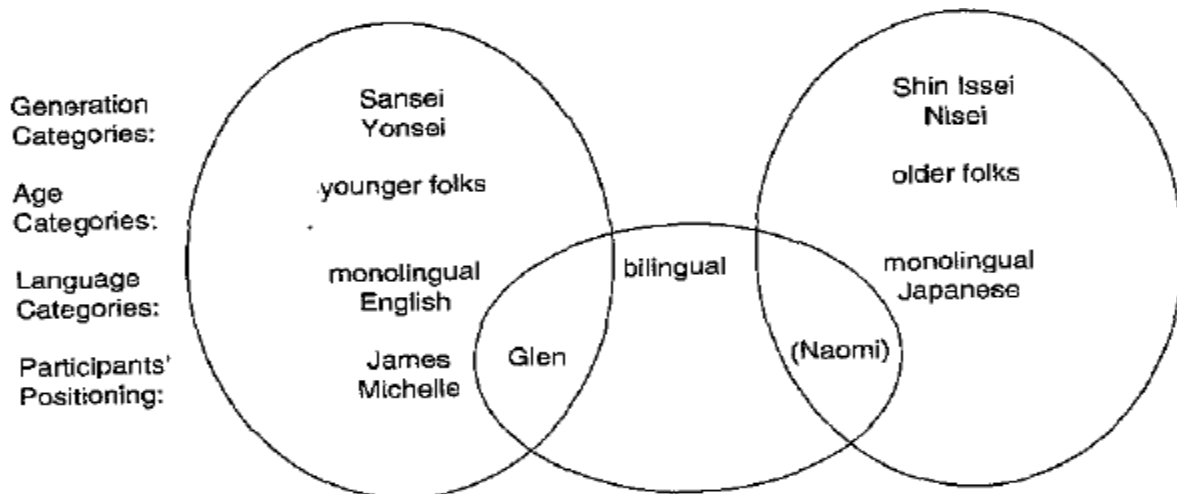 Generation
Categories:
Sansei
Yonsei
Shin Issei
Nisei
Age
Categories:
younger folks
older folks
Language
Categories:
monolingual
English
bilingual
monolingual
Japanese
Participants'
Positioning:
James
Michelle
Glen
(Naomi)